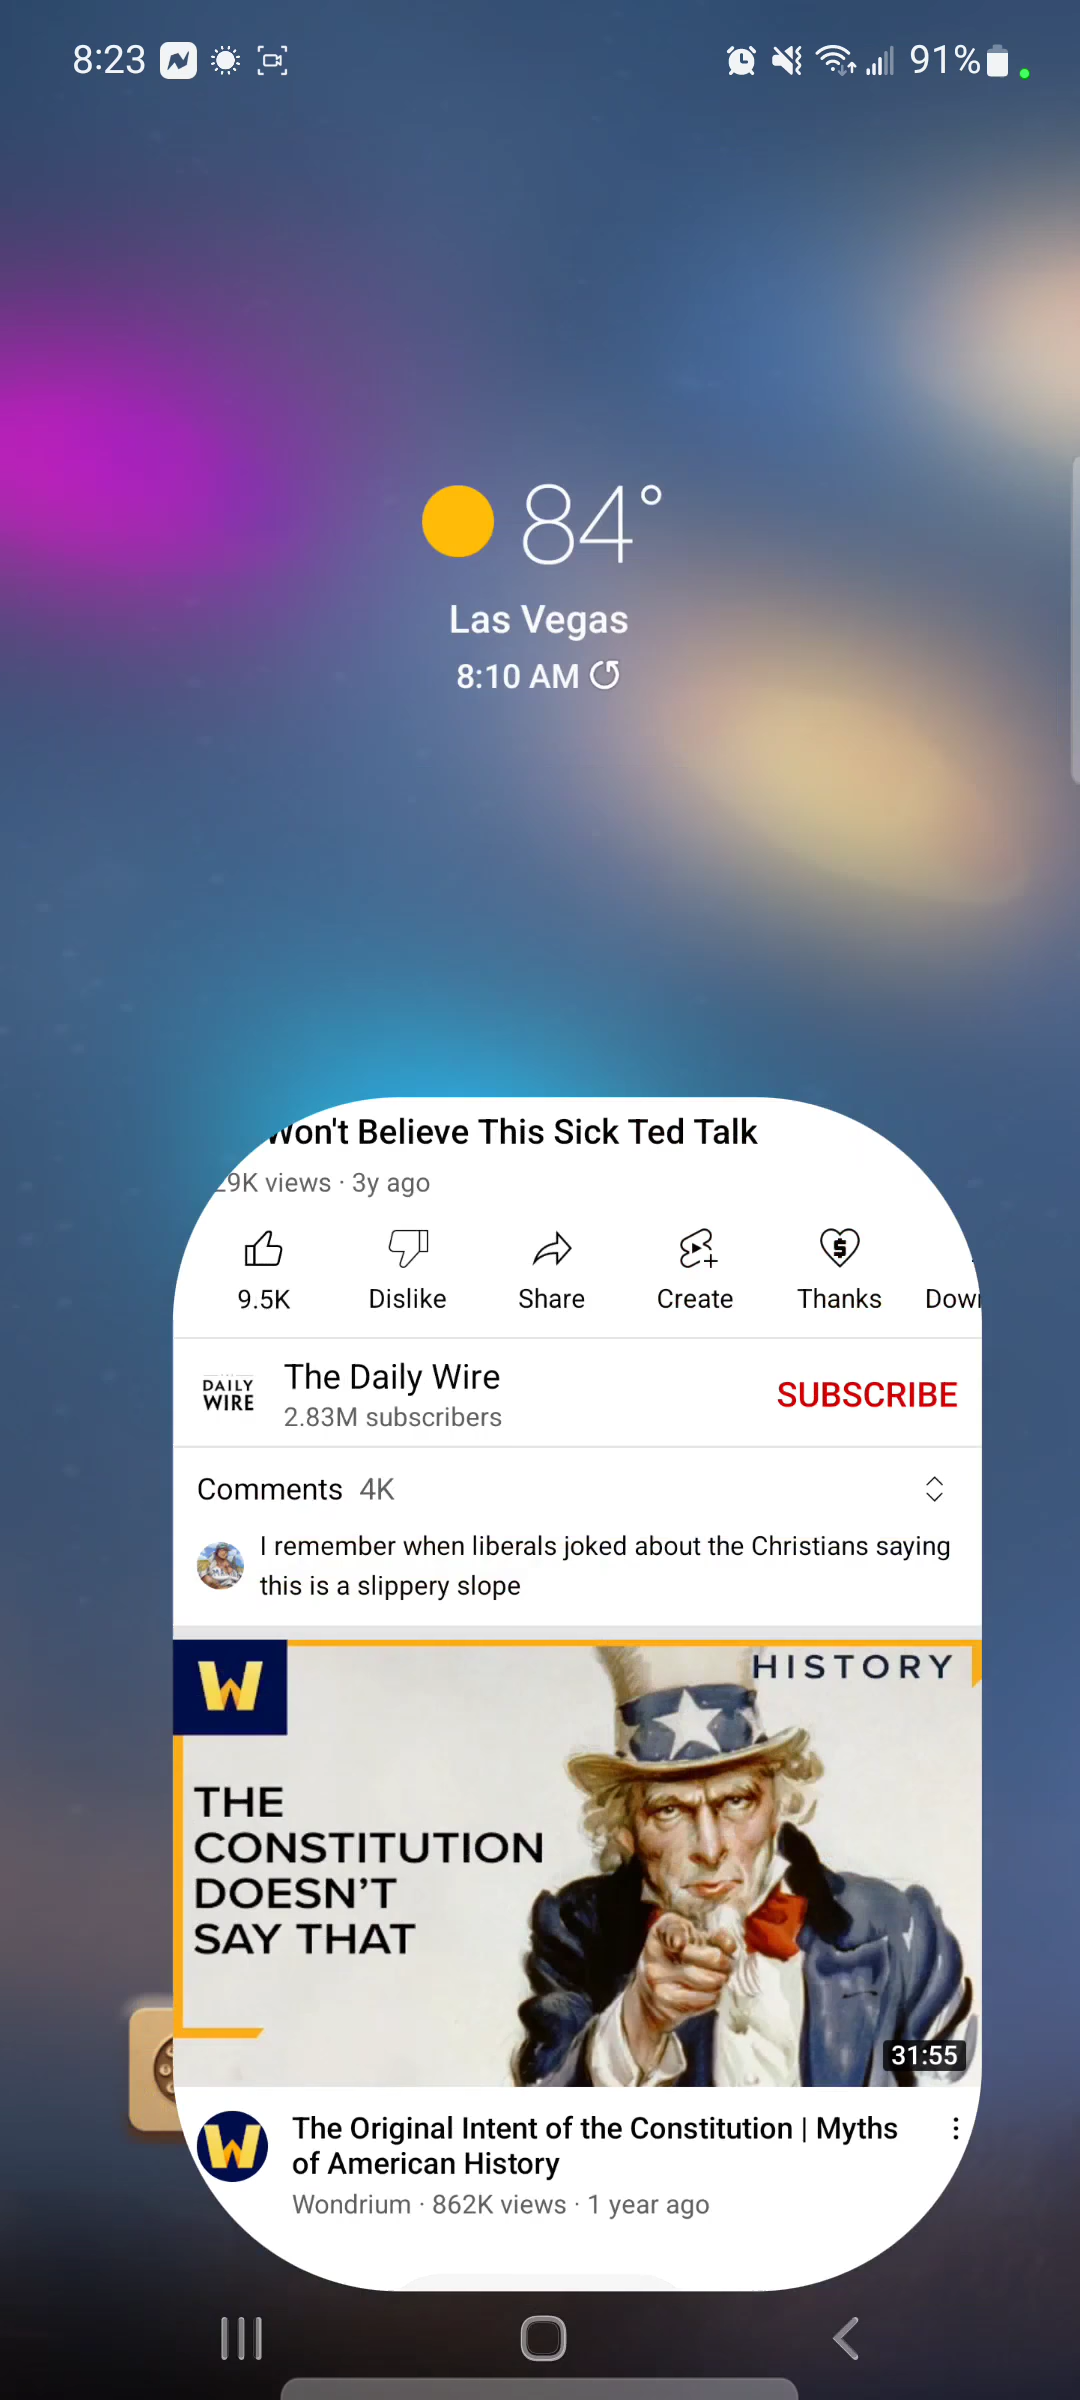 8:23
91%
84°
Las Vegas
8:10 AM
Won't Believe This Sick Ted Talk
29K views · 3y ago
9.5K
Dislike
Share
Create
Thanks
Dow
DAILY
WIRE
The Daily Wire
2.83M subscribers
SUBSCRIBE
Comments 4K
I remember when liberals joked about the Christians saying
this is a slippery slope
W
HISTORY
THE
CONSTITUTION
DOESN'T
SAY THAT
31:55
W
The Original Intent of the Constitution | Myths
of American History
Wondrium · 862K views · 1 year ago